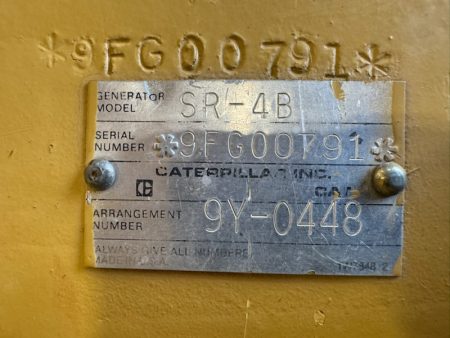 *9FG00791*
GENERATOR MODEL SR-4B
SERIAL NUMBER *9FG00791*
CATERPILLAR INC.
CAT
ARRANGEMENT NUMBER 9Y-0448
ALWAYS GIVE ALL NUMBERS
MADE IN U.S.A.